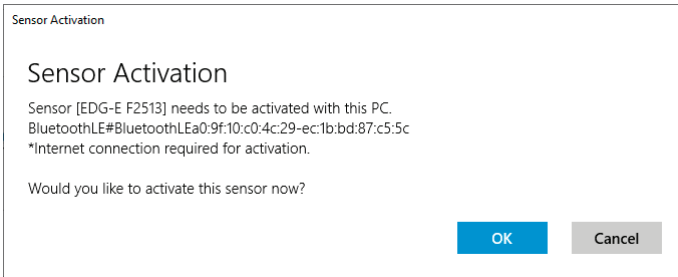 Sensor Activation
Sensor Activation
Sensor [EDG-E F2513] needs to be activated with this PC.
BluetoothLE#BluetoothLEa0:9f:10:c0:4c:29-ec:1b:bd:87:c5:5c
*Internet connection required for activation.
Would you like to activate this sensor now?
OK
Cancel